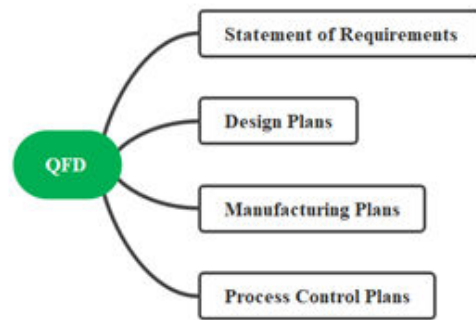 Statement of Requirements
Design Plans
QFD
Manufacturing Plans
Process Control Plans